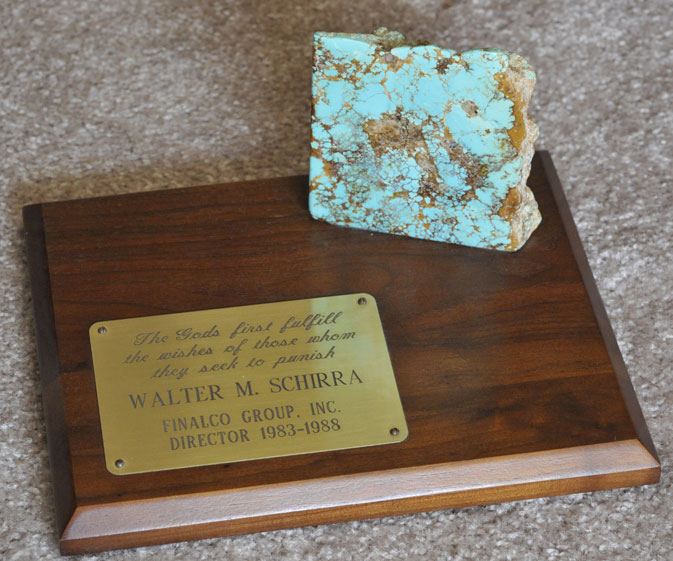 The Gods first fulfill
the wishes of those whom
they seek to punish
WALTER M. SCHIRRA
FINALCO GROUP. INC.
DIRECTOR 1983-1988